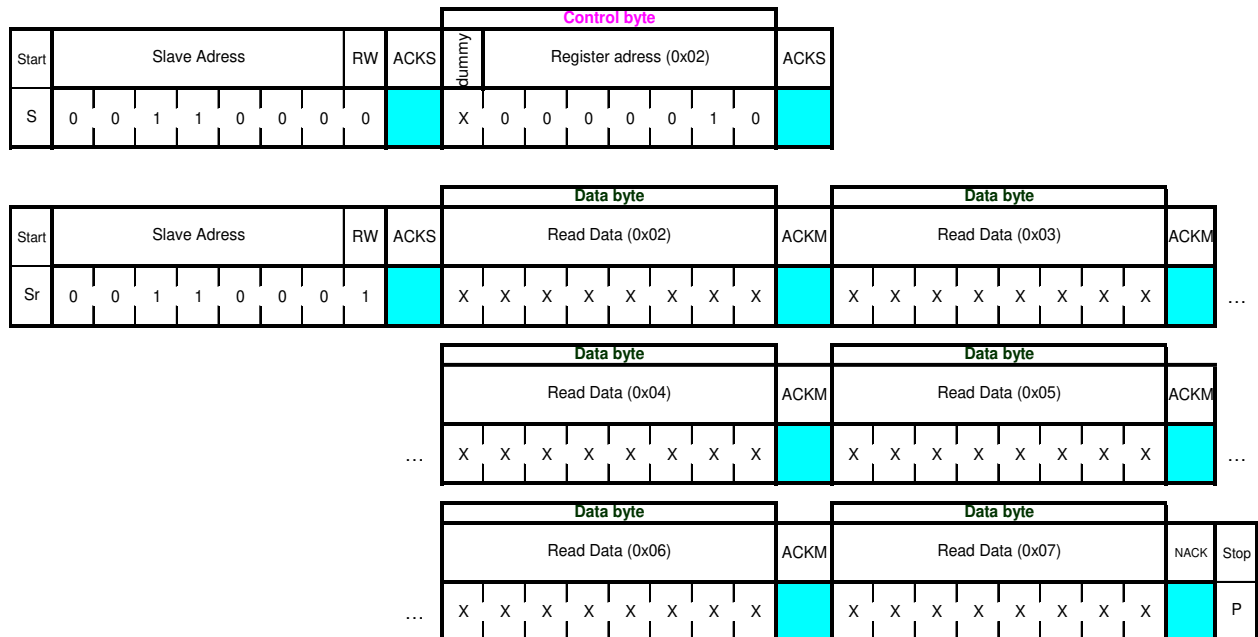 Control byte
Start Slave Adress RW ACKS dummy Register adress (0x02) ACKS
S 0 0 1 1 0 0 0 0 X 0 0 0 0 0 1 0
Data byte Data byte
Start Slave Adress RW ACKS Read Data (0x02) ACKM Read Data (0x03) ACKM
Sr 0 0 1 1 0 0 0 1 X X X X X X X X X X X X X X X X …
Data byte Data byte
Read Data (0x04) ACKM Read Data (0x05) ACKM
… X X X X X X X X X X X X X X X X …
Data byte Data byte
Read Data (0x06) ACKM Read Data (0x07) NACK Stop
… X X X X X X X X X X X X X X X X P